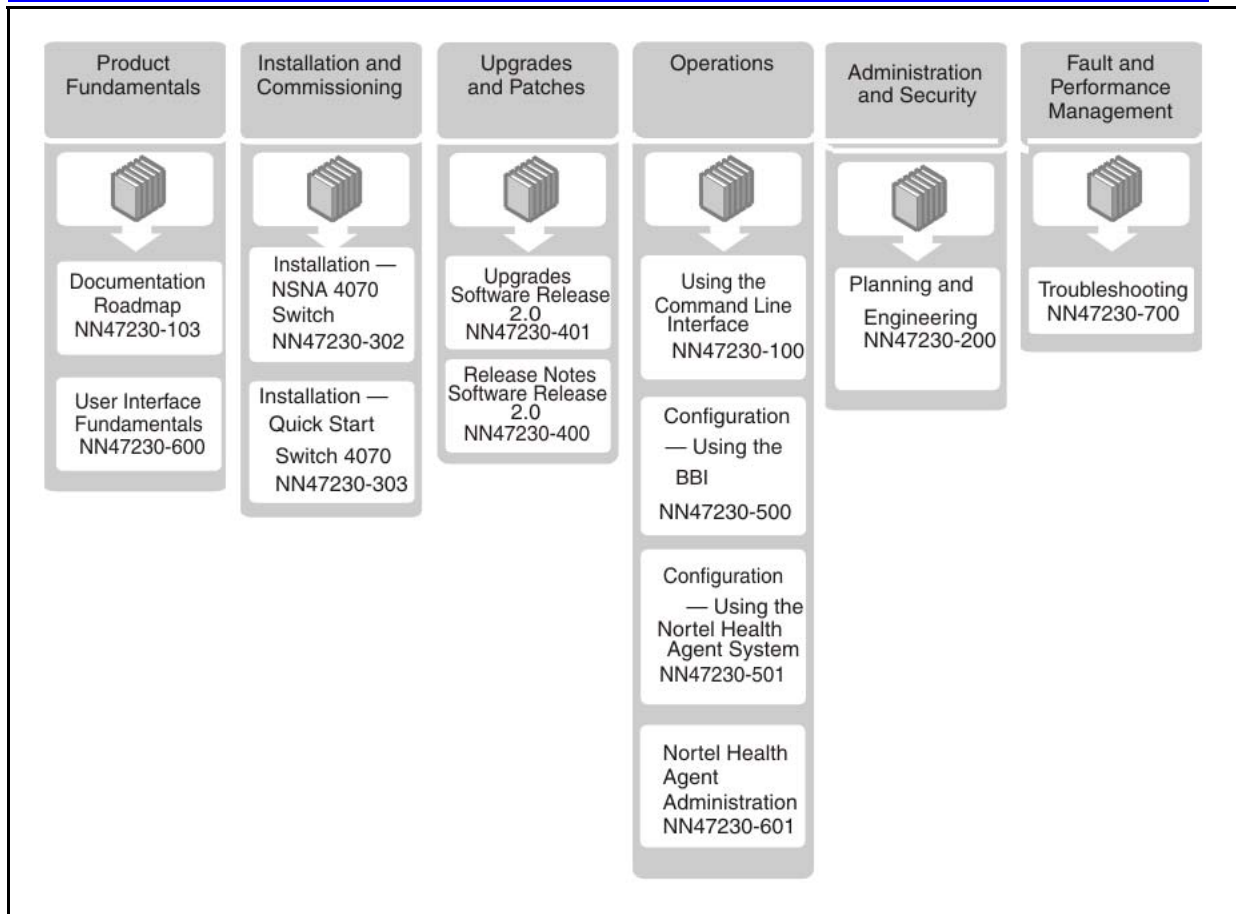 Product
Fundamentals
Documentation
Roadmap
NN47230-103
User Interface
Fundamentals
NN47230-600
Installation and
Commissioning
Installation —
NSNA 4070
Switch
NN47230-302
Installation —
Quick Start
Switch 4070
NN47230-303
Upgrades
and Patches
Upgrades
Software Release
2.0
NN47230-401
Release Notes
Software Release
2.0
NN47230-400
Operations
Using the
Command Line
Interface
NN47230-100
Configuration
— Using the
BBI
NN47230-500
Configuration
— Using the
Nortel Health
Agent System
NN47230-501
Nortel Health
Agent
Administration
NN47230-601
Administration
and Security
Planning and
Engineering
NN47230-200
Fault and
Performance
Management
Troubleshooting
NN47230-700